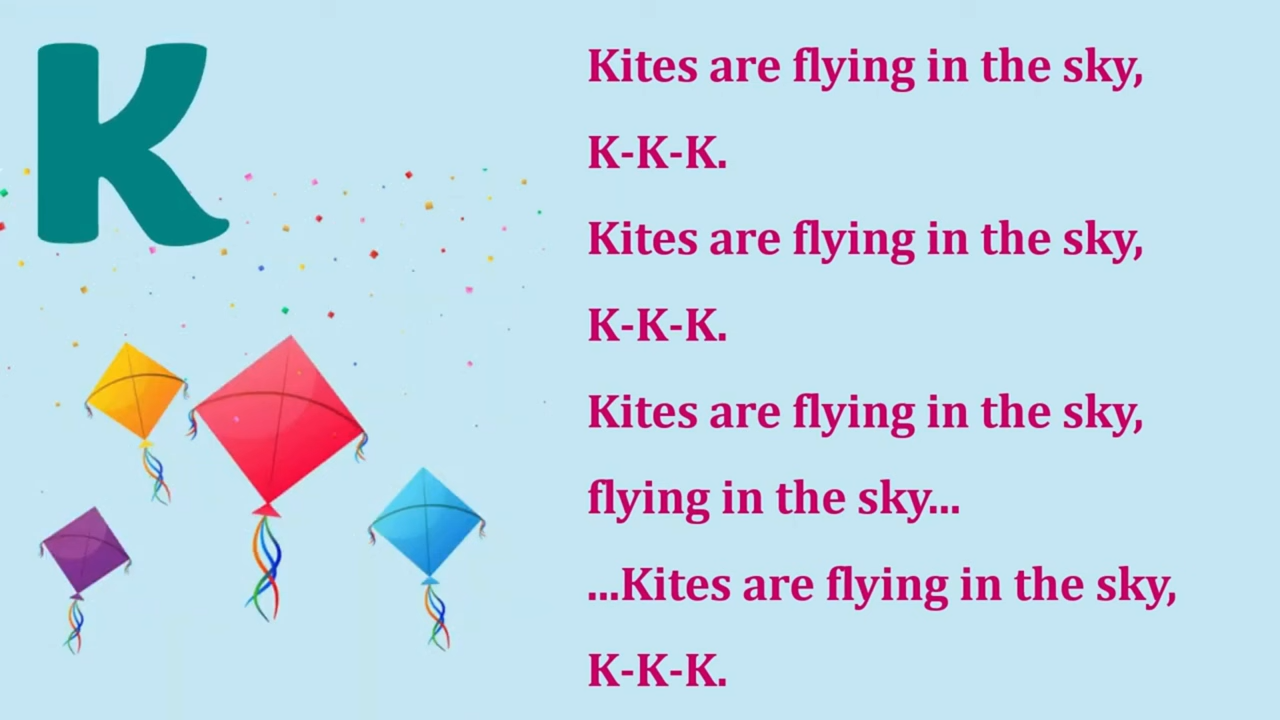 K
Kites are flying in the sky,
K-K-K.
Kites are flying in the sky,
K-K-K.
Kites are flying in the sky,
flying in the sky...
...Kites are flying in the sky,
K-K-K.